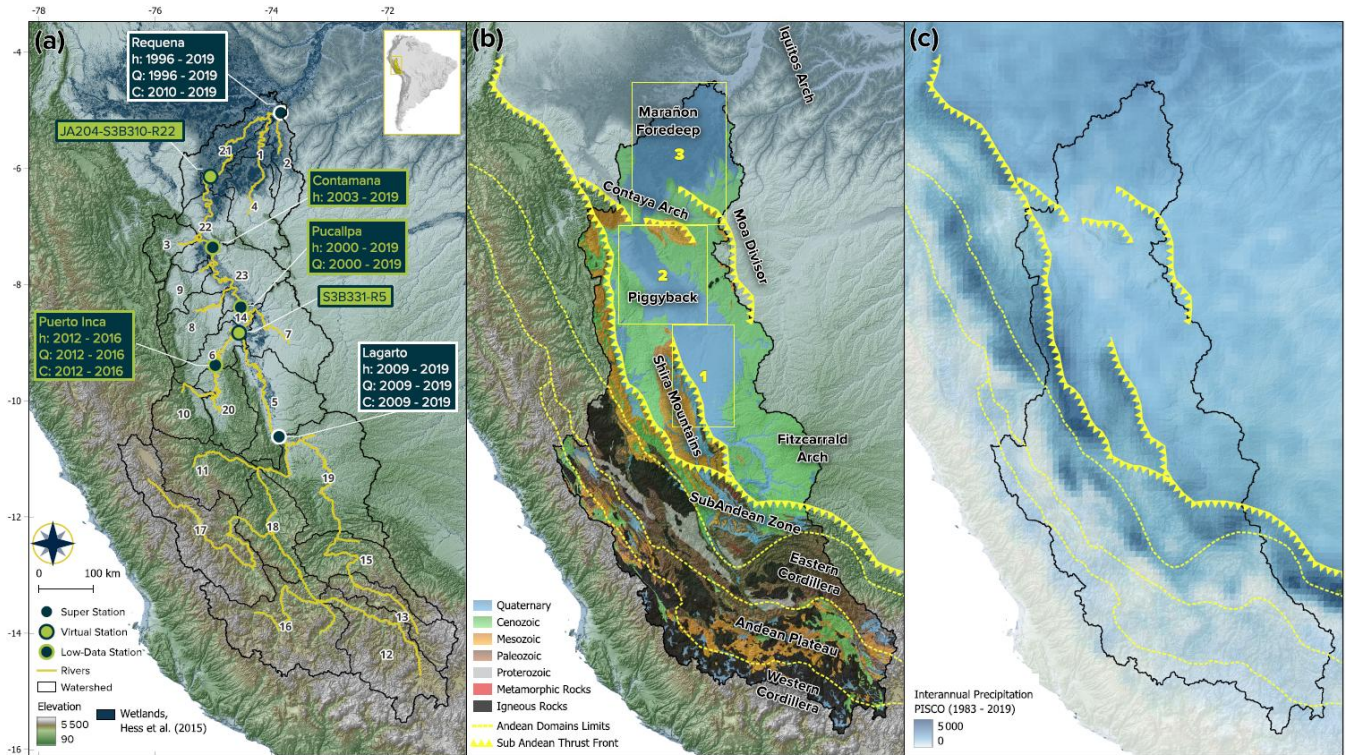 -78
-76
-74
-72
-4
-6
-8
-10
-12
-14
-16
(a)
Requena
h: 1996 - 2019
Q: 1996 - 2019
C: 2010 - 2019
JA204-S3B310-R22
Contamana
h: 2003 - 2019
Pucallpa
h: 2000 - 2019
Q: 2000 - 2019
S3B331-R5
Puerto Inca
h: 2012 - 2016
Q: 2012 - 2016
C: 2012 - 2016
Lagarto
h: 2009 - 2019
Q: 2009 - 2019
C: 2009 - 2019
21
1
2
4
22
3
23
9
8
14
7
6
5
10
20
11
19
18
17
15
13
16
12
0
100 km
Super Station
Virtual Station
Low-Data Station
Rivers
Watershed
Elevation
5 500
90
Wetlands,
Hess et al. (2015)
(b)
Iquitos Arch
Marañon
Foredeep
3
Contaya Arch
Moa Divisor
2
Piggyback
1
Shira Mountains
Fitzcarrald
Arch
SubAndean Zone
Eastern
Cordillera
Andean Plateau
Western
Cordillera
Quaternary
Cenozoic
Mesozoic
Paleozoic
Proterozoic
Metamorphic Rocks
Igneous Rocks
Andean Domains Limits
Sub Andean Thrust Front
(c)
Interannual Precipitation
PISCO (1983 - 2019)
5 000
0